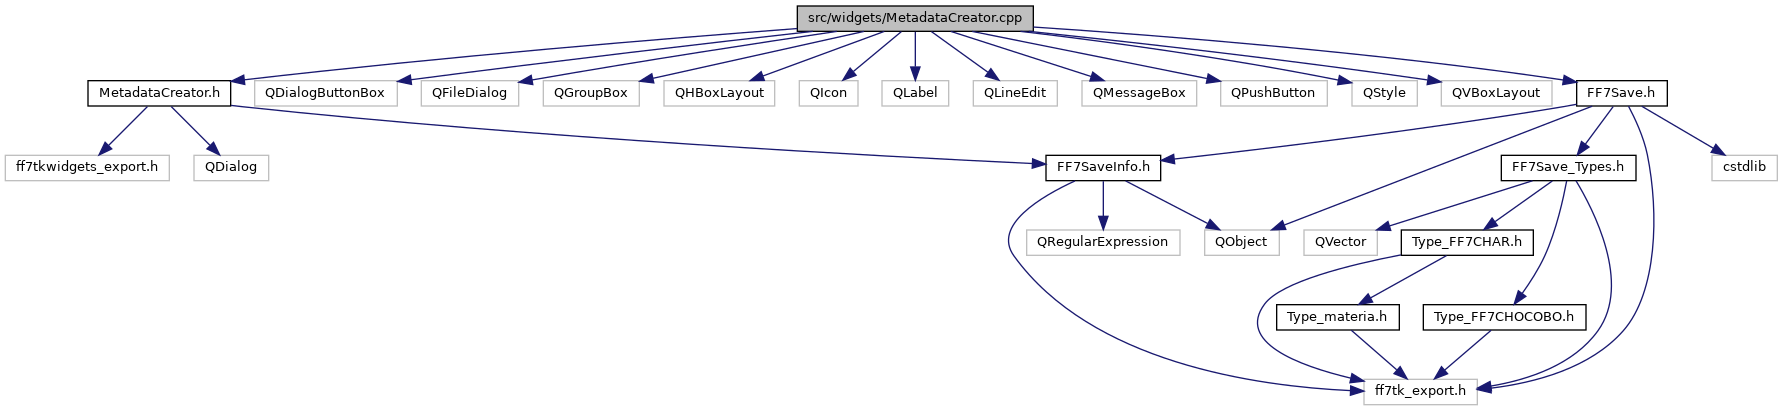 src/widgets/MetadataCreator.cpp
MetadataCreator.h
QDialogButtonBox
QFileDialog
QGroupBox
QHBoxLayout
QIcon
QLabel
QLineEdit
QMessageBox
QPushButton
QStyle
QVBoxLayout
FF7Save.h
ff7tkwidgets_export.h
QDialog
FF7SaveInfo.h
FF7Save_Types.h
cstdlib
QRegularExpression
QObject
QVector
Type_FF7CHAR.h
Type_materia.h
Type_FF7CHOCOBO.h
ff7tk_export.h